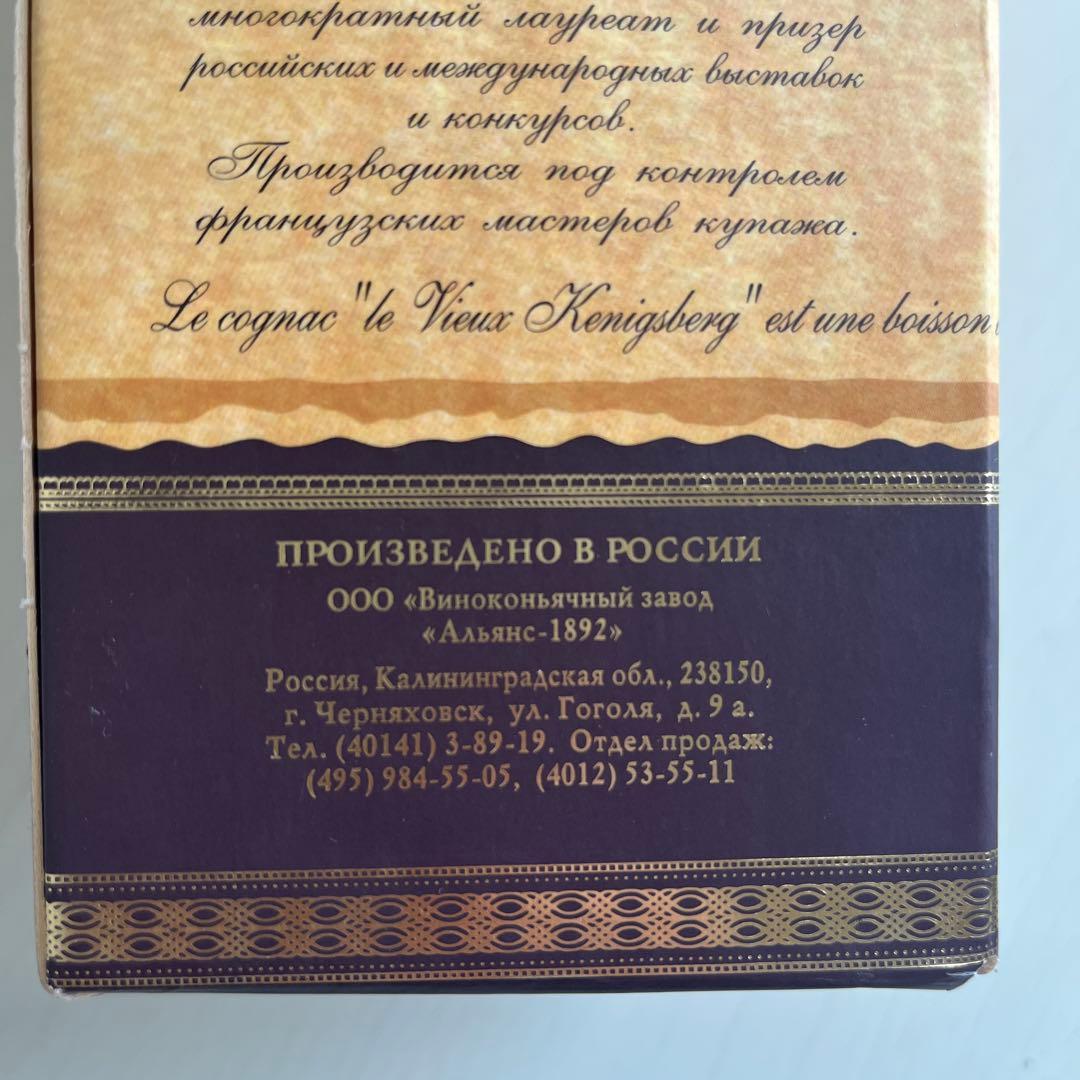 многократный лауреат и призер
российских и международных выставок
и конкурсов.
Производится под контролем
французских мастеров купажа.
Le cognac "le Vieux Kenigsberg" est une boisson
ПРОИЗВЕДЕНО В РОССИИ
ООО «Виноконьячный завод
«Альянс-1892»
Россия, Калининградская обл., 238150,
г. Черняховск, ул. Гоголя, д. 9 а.
Тел. (40141) 3-89-19. Отдел продаж:
(495) 984-55-05, (4012) 53-55-11